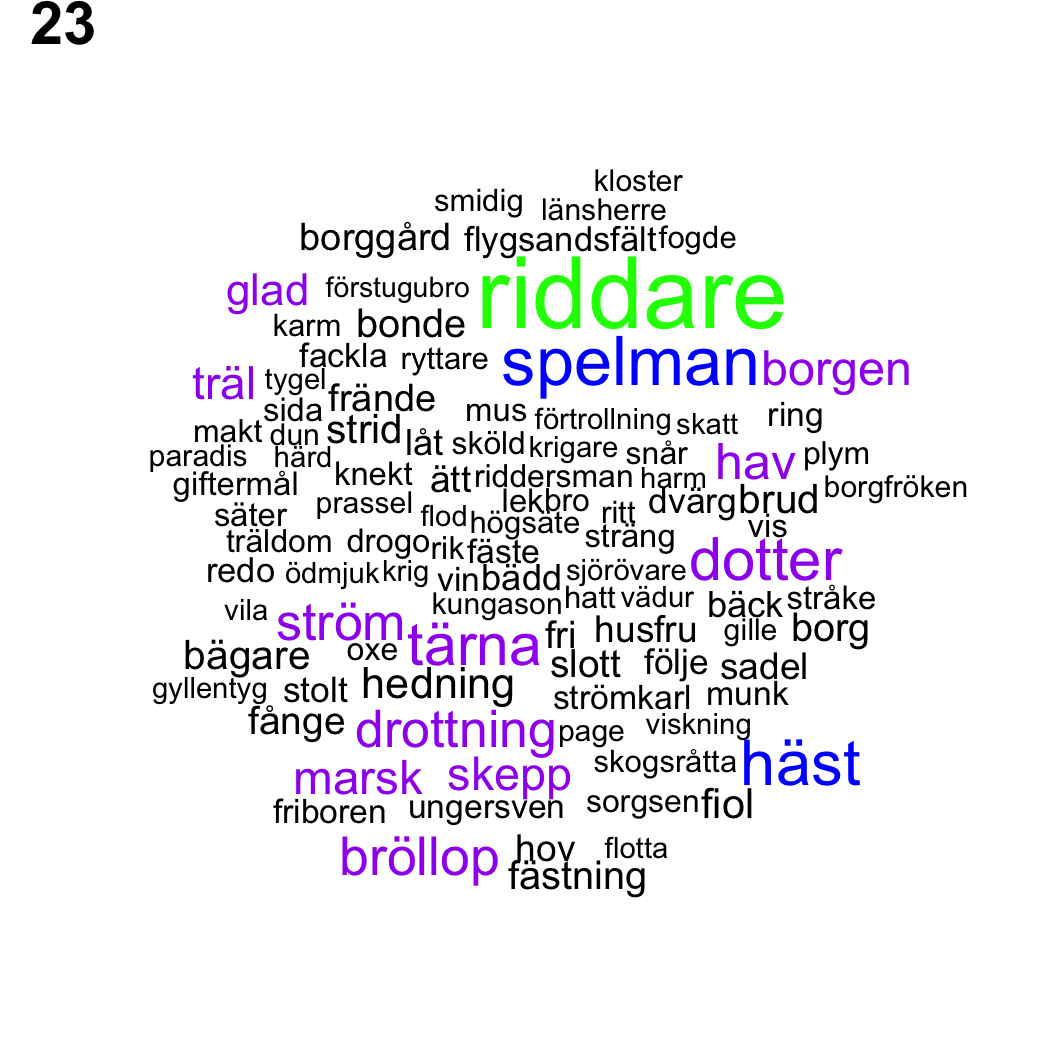 23
kloster
smidig länsherre
borggård flygsandsfält fogde
glad förstugubro riddare
karm bonde
fackla ryttare spelman borgen
träl tygel frände
sida mus förtrollning skatt ring
makt dun strid låt sköld krigare snår hav plym
paradis härd knekt ätt riddersman harm
giftermål prassel lekbro dvärg brud borgfröken
säter flod högsäte ritt vis
träldom drogo rik fäste sträng dotter
redo ödmjuk krig vin bädd sjörövare
vila kungason hatt vädur bäck stråke
ström tärna fri husfru gille borg
bägare oxe slott följe sadel
gyllentyg stolt hedning strömkarl munk
fånge drottning page viskning
marsk skepp skogsråtta häst
friboren ungersven sorgsen fiol
bröllop hov flotta
fästning